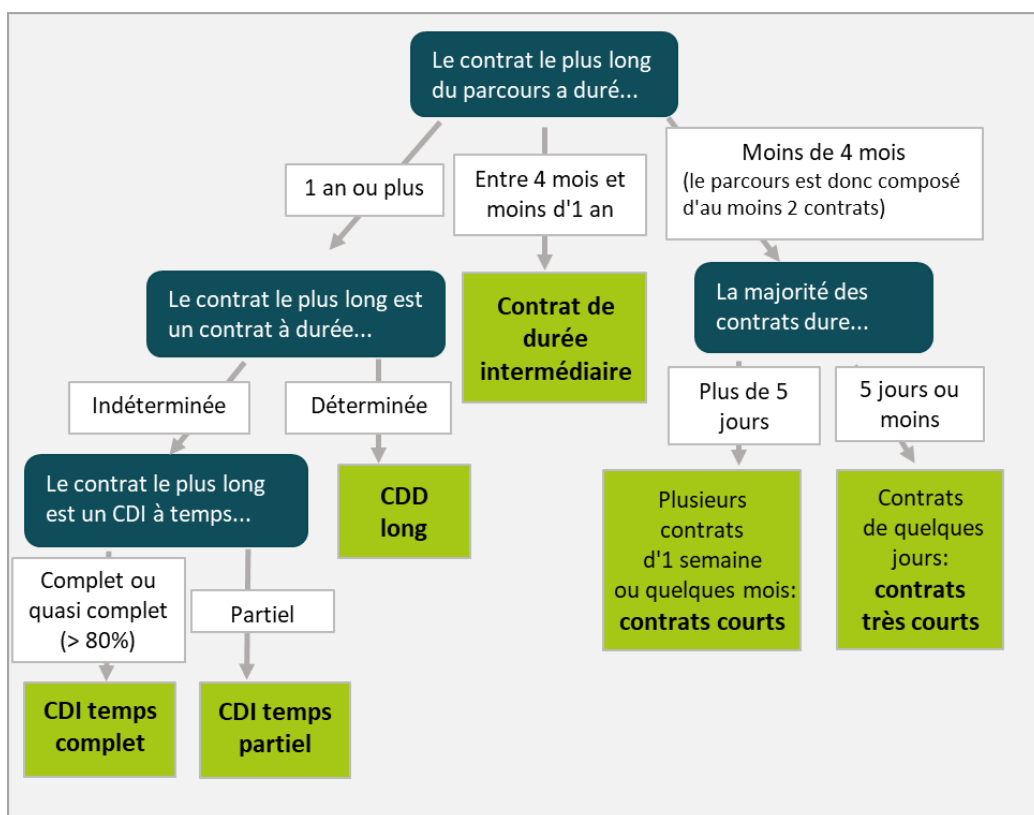 Le contrat le plus long
du parcours a duré...
1 an ou plus
Entre 4 mois et
moins d'1 an
Moins de 4 mois
(le parcours est donc composé
d'au moins 2 contrats)
Le contrat le plus long est
un contrat à durée...
Contrat de
durée
intermédiaire
La majorité des
contrats dure...
Indéterminée
Déterminée
Plus de 5
jours
5 jours ou
moins
Le contrat le plus long
est un CDI à temps...
CDD
long
Plusieurs
contrats
d'1 semaine
ou quelques mois:
contrats courts
Contrats
de quelques
jours:
contrats
très courts
Complet ou
quasi complet
(> 80%)
Partiel
CDI temps
complet
CDI temps
partiel